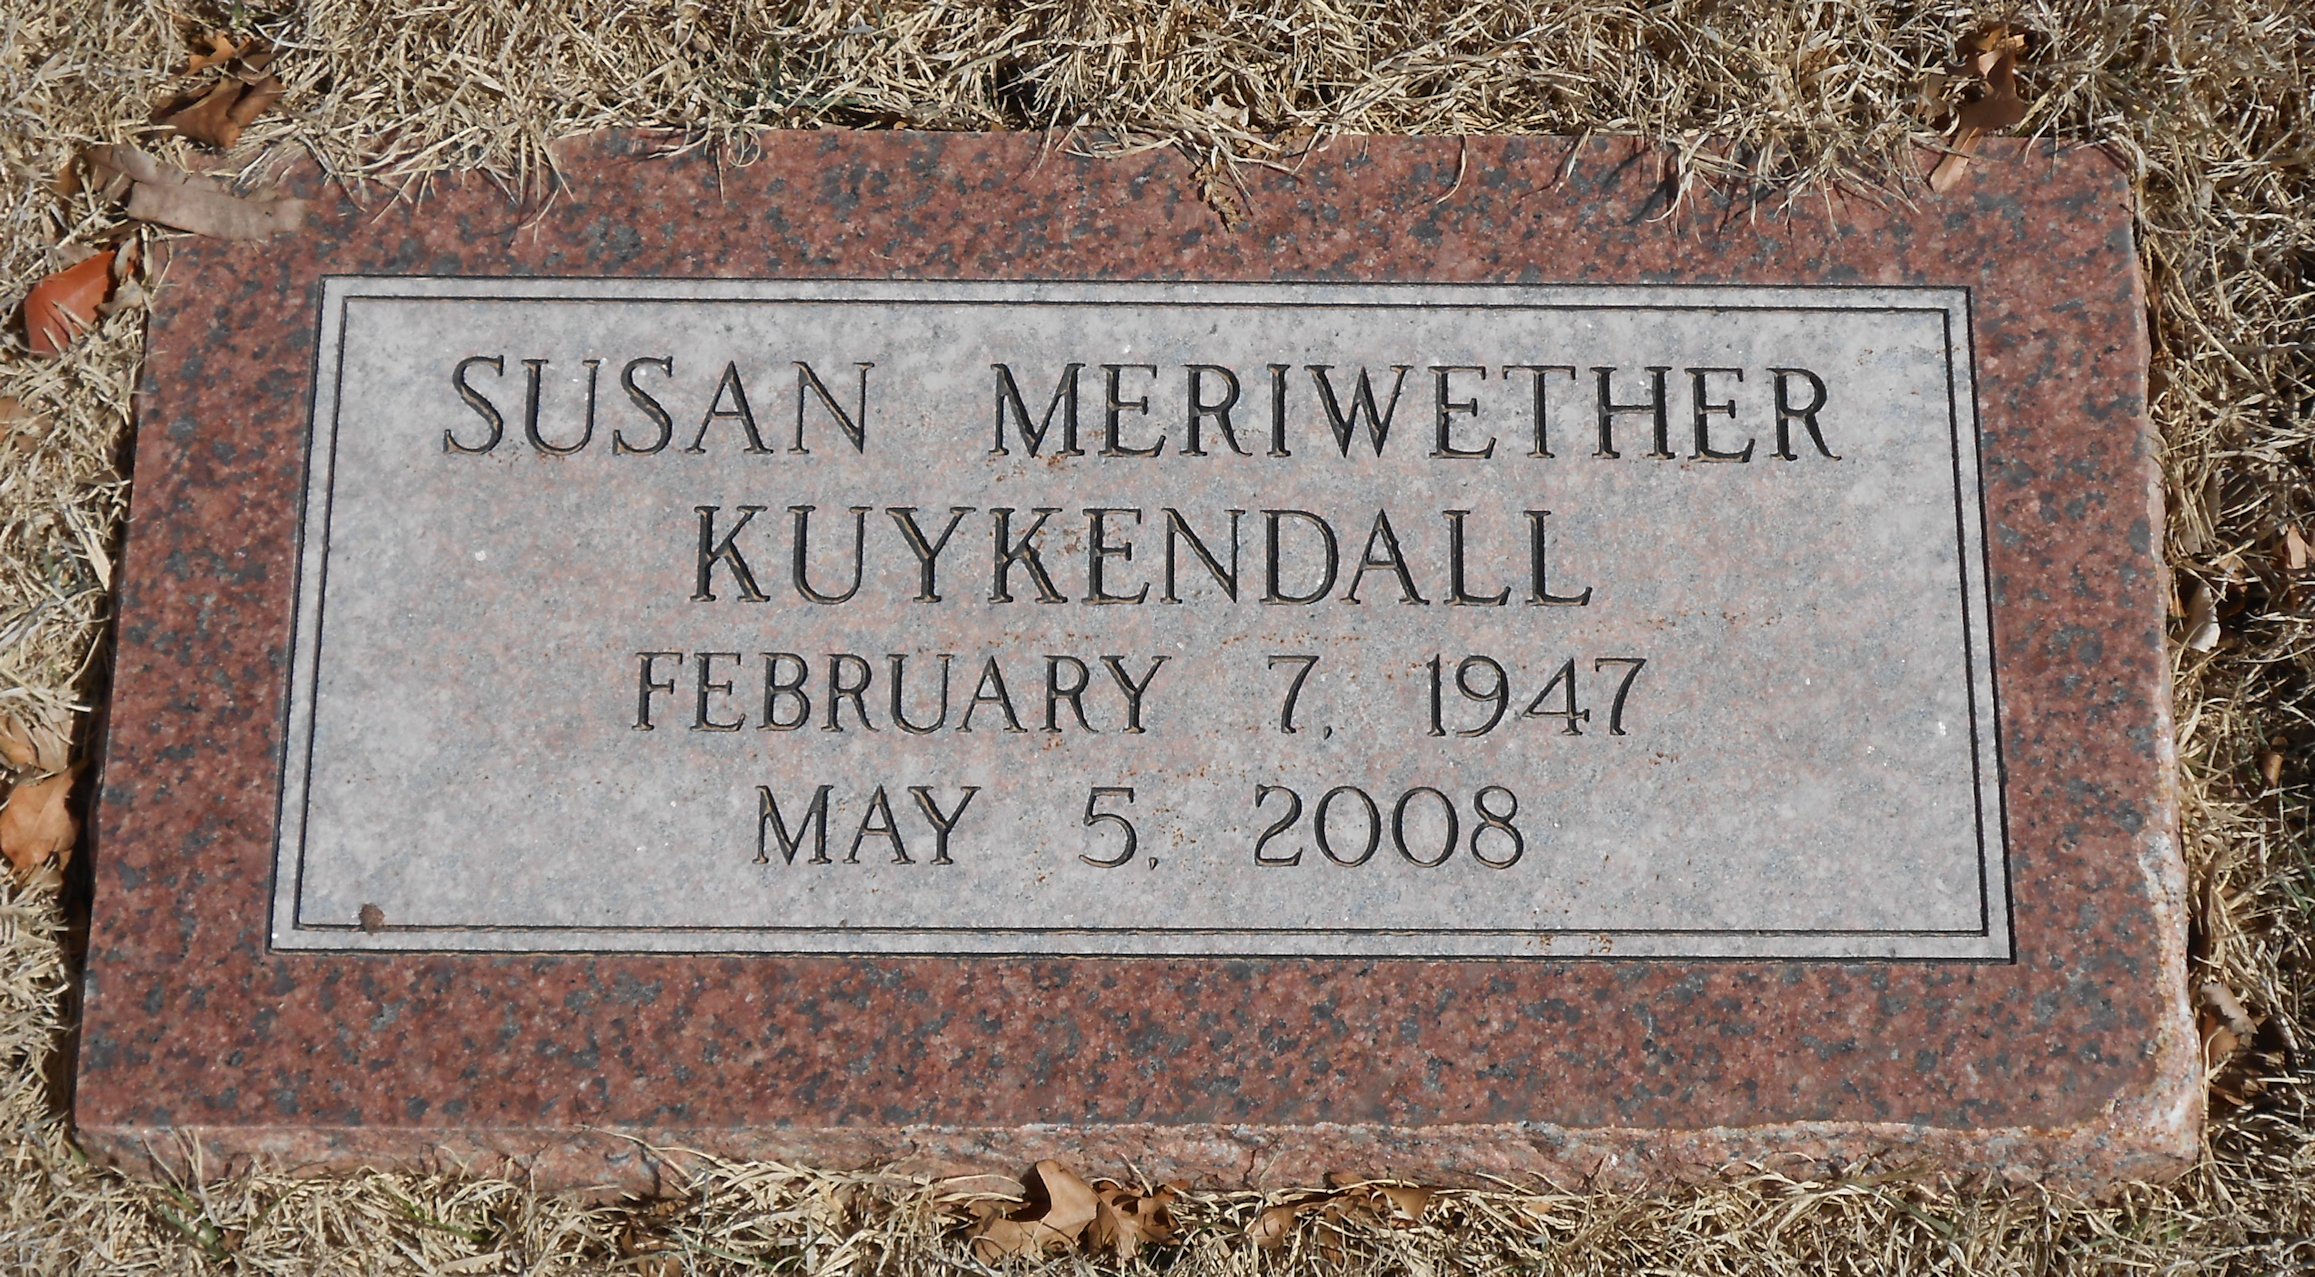 SUSAN MERIWETHER
KUYKENDALL
FEBRUARY 7, 1947
MAY 5, 2008